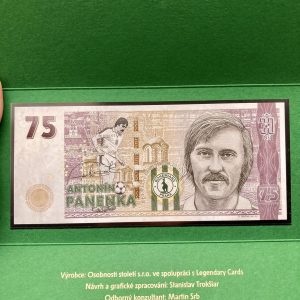 75
ANTONÍN
PANENKA
75
Výrobce: Osobnosti století s.r.o. ve spolupráci s Legendary Cards
Návrh a grafické zpracování: Stanislav Trokšiar
Odborný konzultant: Martin Srb